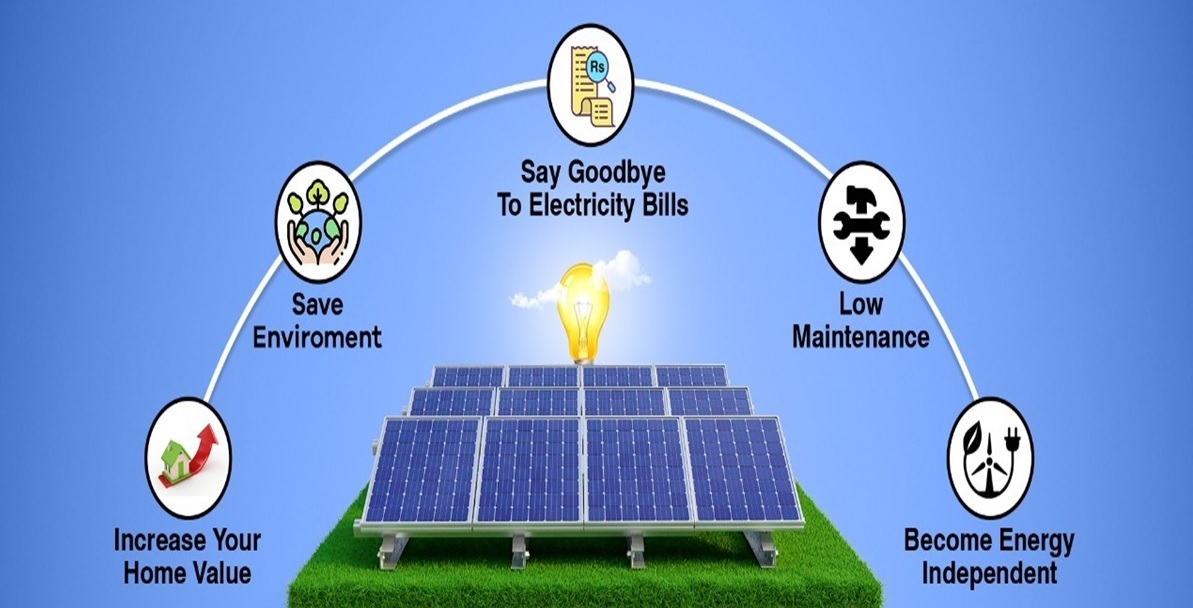 Rs
Say Goodbye
To Electricity Bills
Save
Enviroment
Low
Maintenance
Increase Your
Home Value
Become Energy
Independent